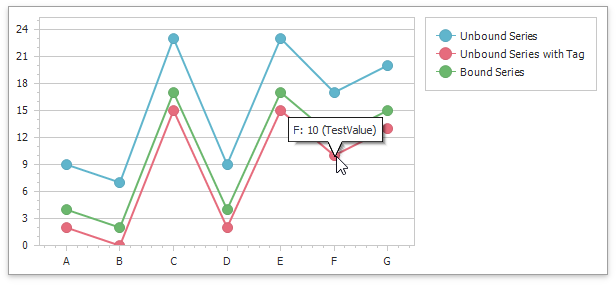 24
21
18
15
12
9
6
3
0
A B C D E F G
F: 10 (TestValue)
Unbound Series
Unbound Series with Tag
Bound Series